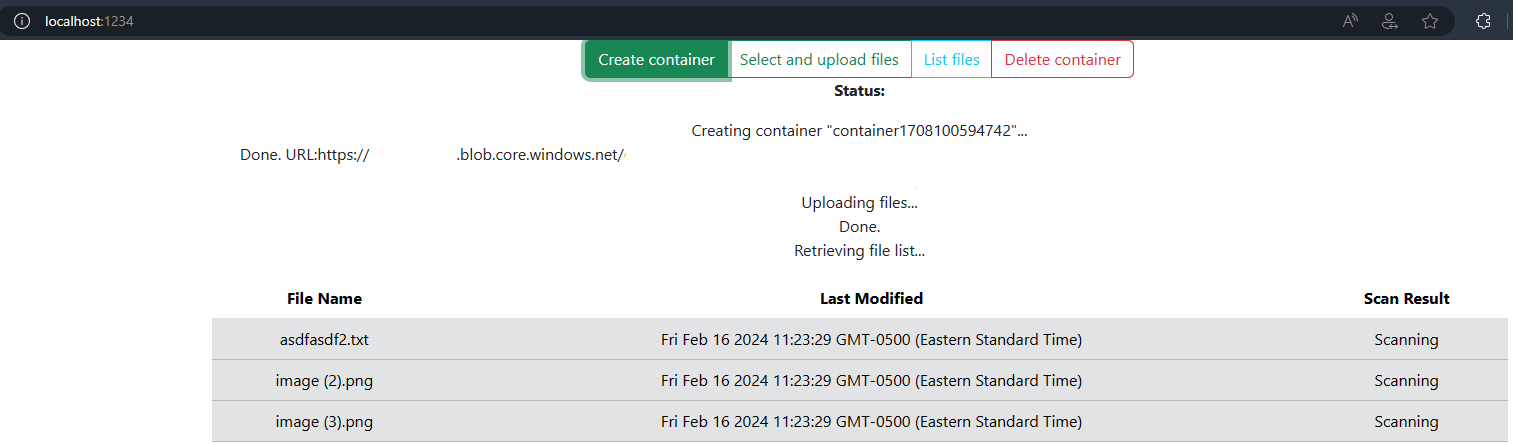 localhost:1234
Create container Select and upload files List files Delete container
Status:
Creating container "container1708100594742"...
Done. URL:https:// .blob.core.windows.net/
Uploading files...
Done.
Retrieving file list...
File Name Last Modified Scan Result
asdfasdf2.txt Fri Feb 16 2024 11:23:29 GMT-0500 (Eastern Standard Time) Scanning
image (2).png Fri Feb 16 2024 11:23:29 GMT-0500 (Eastern Standard Time) Scanning
image (3).png Fri Feb 16 2024 11:23:29 GMT-0500 (Eastern Standard Time) Scanning